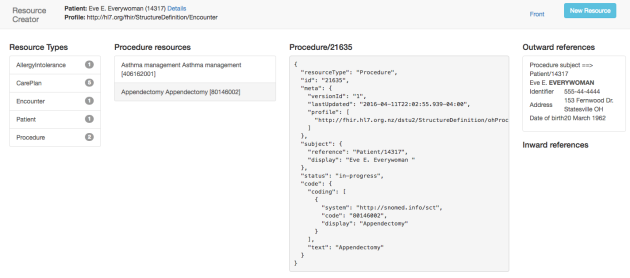 Resource Creator
Patient: Eve E. Everywoman (14317) Details
Profile: http://hl7.org/fhir/StructureDefinition/Encounter
Front
New Resource
Resource Types
AllergyIntolerance 1
CarePlan 5
Encounter 1
Patient 1
Procedure 2
Procedure resources
Asthma management Asthma management
[406162001]
Appendectomy Appendectomy [80146002]
Procedure/21635
{
"resourceType": "Procedure",
"id": "21635",
"meta": {
"versionId": "1",
"lastUpdated": "2016-04-11T22:02:55.939-04:00",
"profile": [
"http://fhir.hl7.org.nz/dstu2/StructureDefinition/ohProc
]
},
"subject": {
"reference": "Patient/14317",
"display": "Eve E. Everywoman "
},
"status": "in-progress",
"code": {
"coding": [
{
"system": "http://snomed.info/sct",
"code": "80146002",
"display": "Appendectomy"
}
],
"text": "Appendectomy"
}
}
Outward references
Procedure subject ==>
Patient/14317
Eve E. EVERYWOMAN
Identifier 555-44-4444
Address 153 Fernwood Dr.
Statesville OH
Date of birth 20 March 1962
Inward references